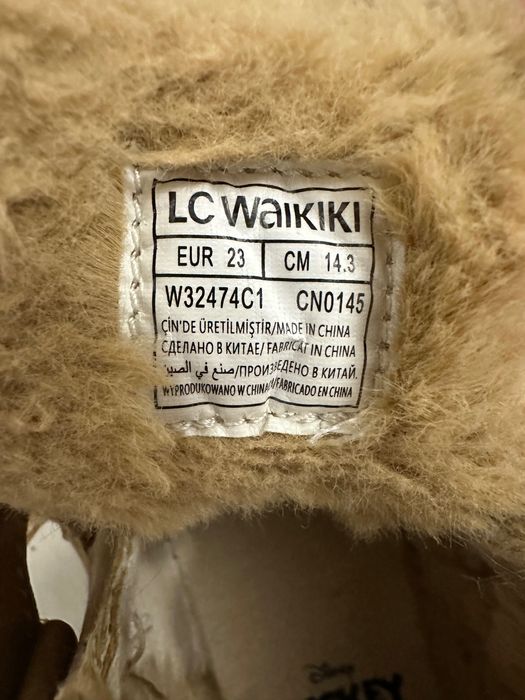 LC WAIKIKI
EUR 23 CM 14.3
W32474C1 CN0145
ÇİN'DE ÜRETİLMİŞTİR/MADE IN CHINA
СДЕЛАНО В КИТАЕ/ FABRICAT IN CHINA
صنع في الصين/ПРОИЗВЕДЕНО В КИТАЙ
WYPRODUKOWANO W CHINACH/FABRICADO EN CHINA
Disney